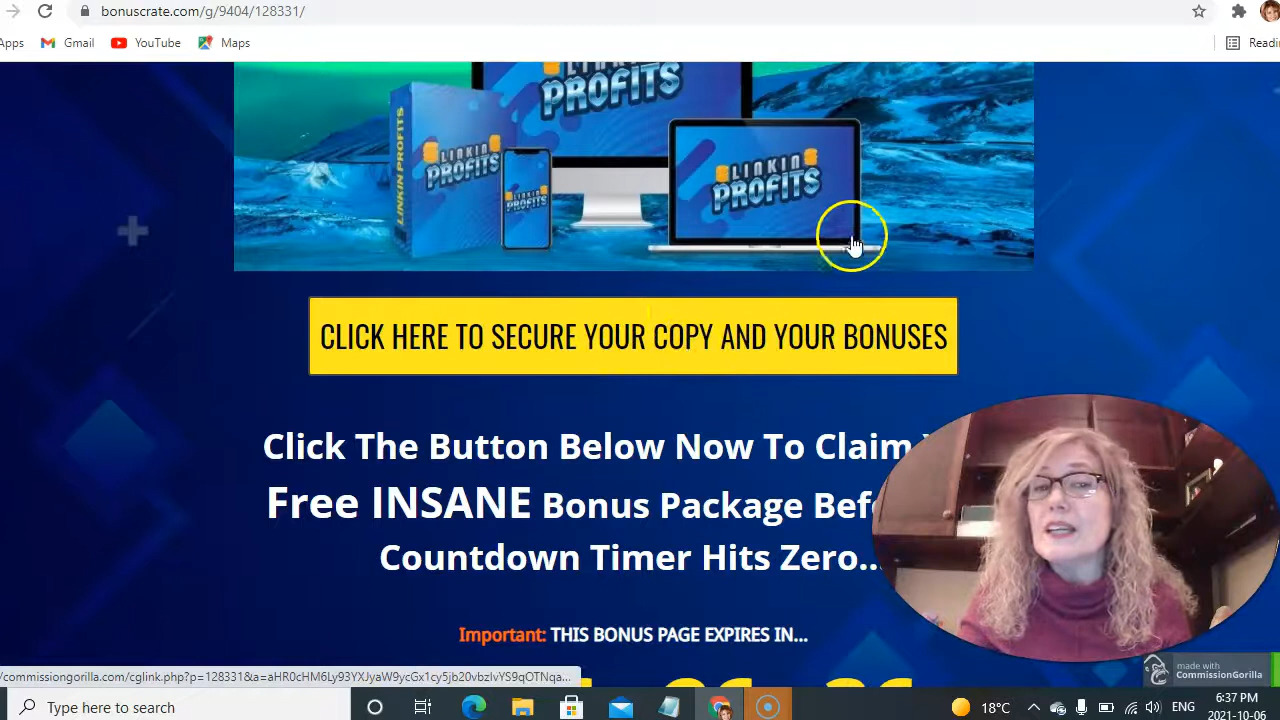 bonuscrate.com/g/9404/128331/
Apps Gmail YouTube Maps
LINKIN
PROFITS
LINKIN PROFITS
LINKIN
PROFITS
LINKIN
PROFITS
LINKIN
PROFITS
CLICK HERE TO SECURE YOUR COPY AND YOUR BONUSES
Click The Button Below Now To Claim
Free INSANE Bonus Package
Countdown Timer Hits Zero...
Important: THIS BONUS PAGE EXPIRES IN...
made with
CommissionGorilla
Type here to search
18°C
ENG
6:37 PM
2021-10-06